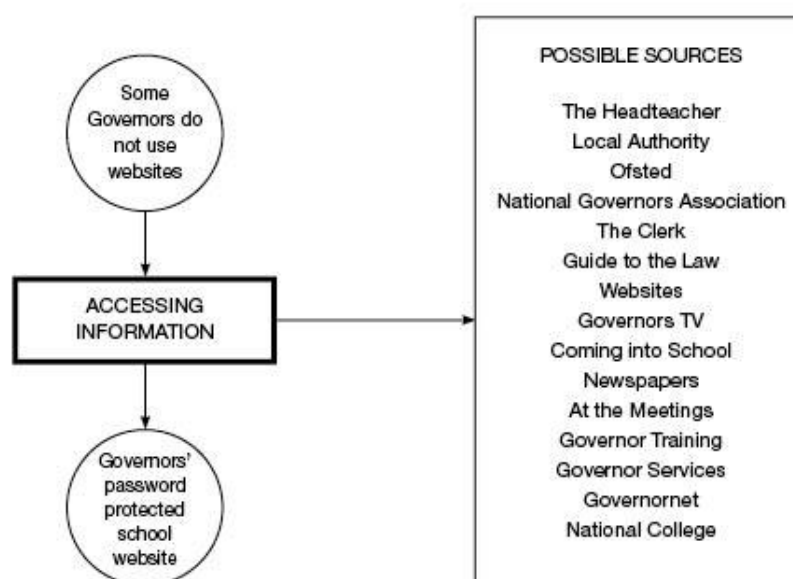 Some
Governors do
not use
websites
ACCESSING
INFORMATION
Governors'
password
protected
school
website
POSSIBLE SOURCES
The Headteacher
Local Authority
Ofsted
National Governors Association
The Clerk
Guide to the Law
Websites
Governors TV
Coming into School
Newspapers
At the Meetings
Governor Training
Governor Services
Governornet
National College